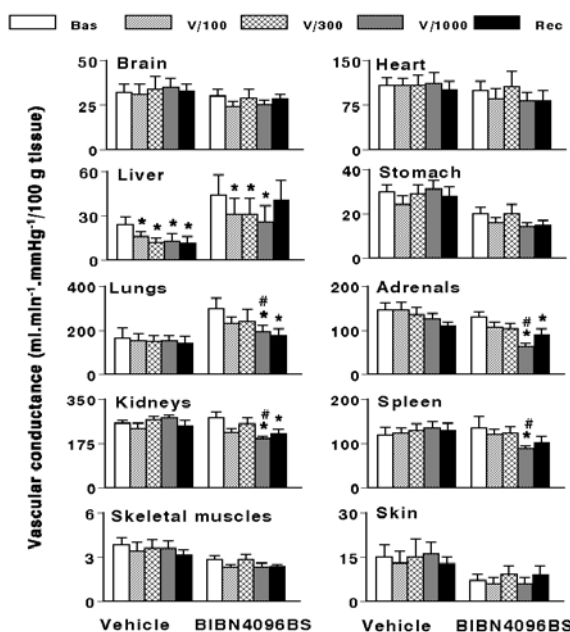 Bas V/100 V/300 V/1000 Rec
Vascular conductance (ml.min⁻¹.mmHg⁻¹/100 g tissue)
Brain
50
25
0
Heart
150
75
0
Liver
60
30
0
* * * *
* * *
Stomach
40
20
0
Lungs
400
200
0
#
* *
Adrenals
200
100
0
#
* *
Kidneys
350
175
0
#
* *
Spleen
200
100
0
#
*
Skeletal muscles
6
3
0
Skin
30
15
0
Vehicle BIBN4096BS Vehicle BIBN4096BS